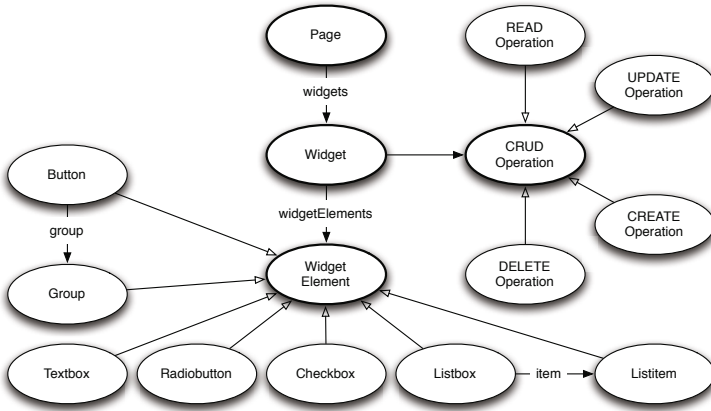 Page
READ
Operation
UPDATE
Operation
widgets
Widget
CRUD
Operation
Button
widgetElements
group
CREATE
Operation
Widget
Element
DELETE
Operation
Group
Textbox
Radiobutton
Checkbox
Listbox
item
Listitem